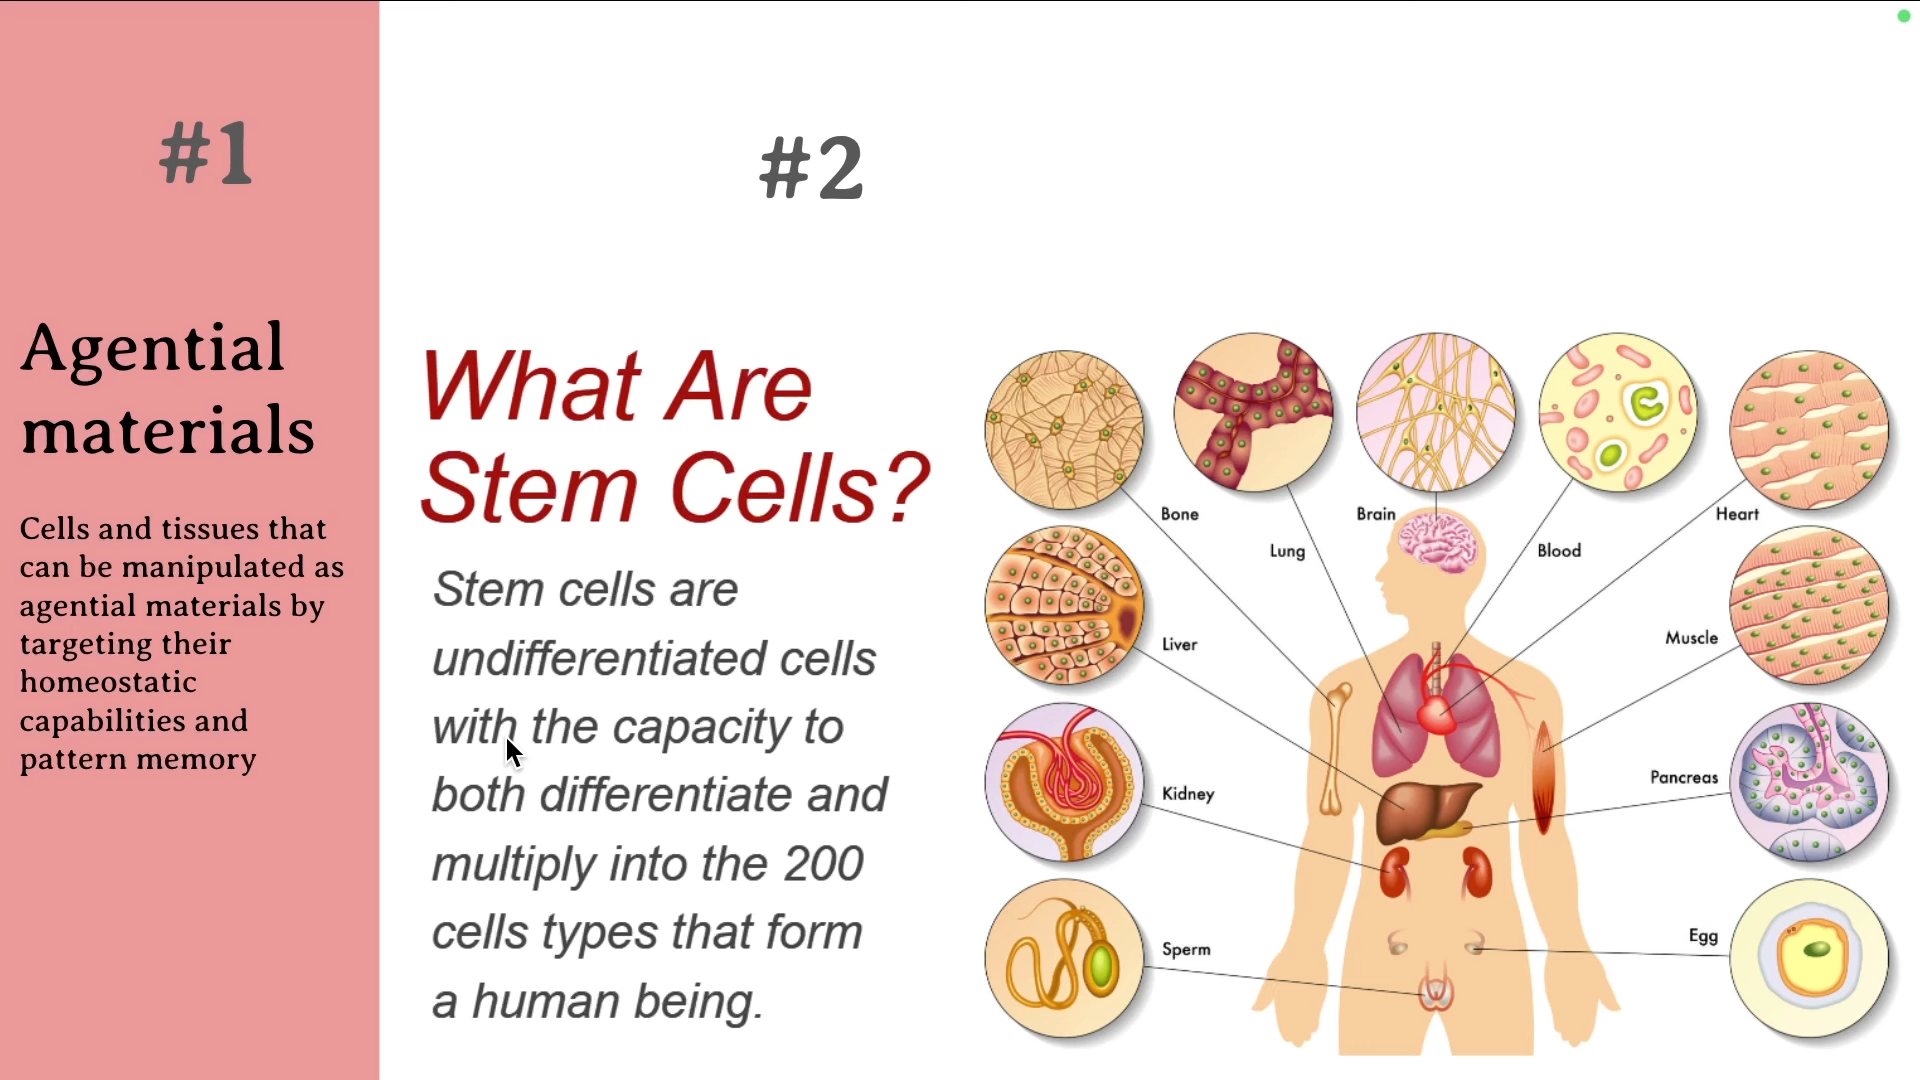 #1
Agential
materials
Cells and tissues that
can be manipulated as
agential materials by
targeting their
homeostatic
capabilities and
pattern memory
#2
What Are
Stem Cells?
Stem cells are
undifferentiated cells
with the capacity to
both differentiate and
multiply into the 200
cells types that form
a human being.
Bone
Lung
Brain
Blood
Heart
Liver
Muscle
Kidney
Pancreas
Sperm
Egg